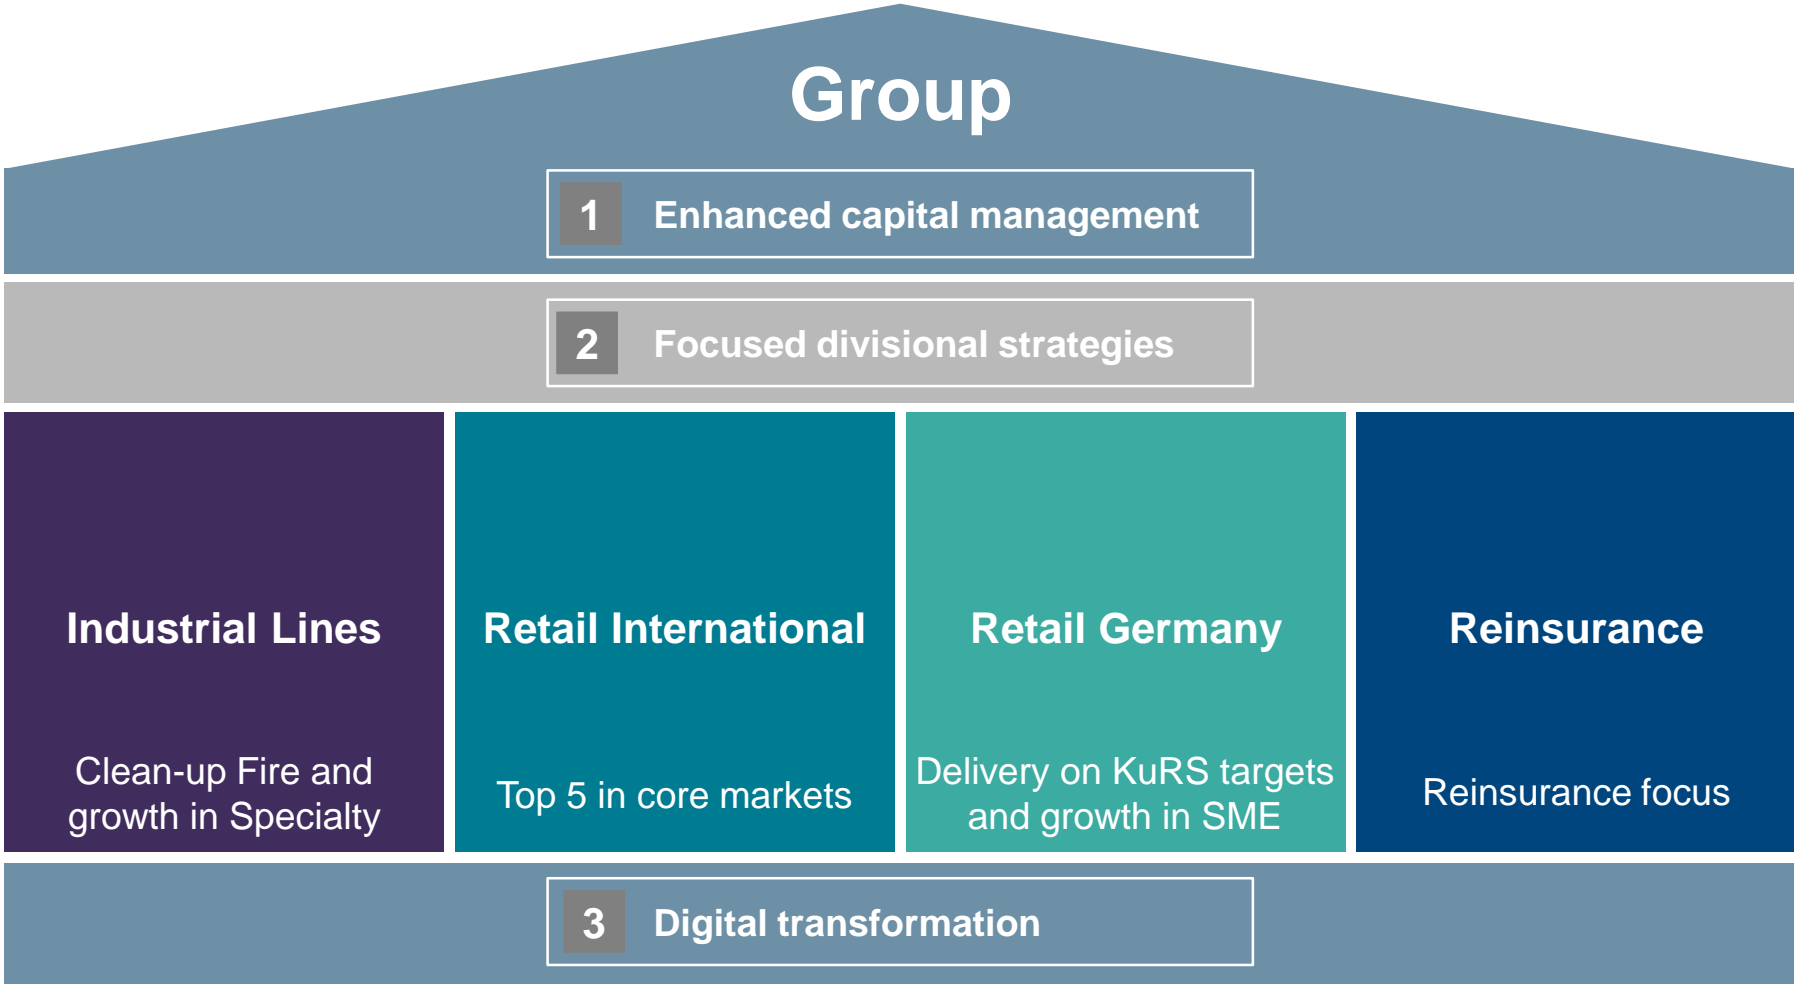 Group
1 Enhanced capital management
2 Focused divisional strategies
Industrial Lines
Clean-up Fire and
growth in Specialty
Retail International
Top 5 in core markets
Retail Germany
Delivery on KuRS targets
and growth in SME
Reinsurance
Reinsurance focus
3 Digital transformation